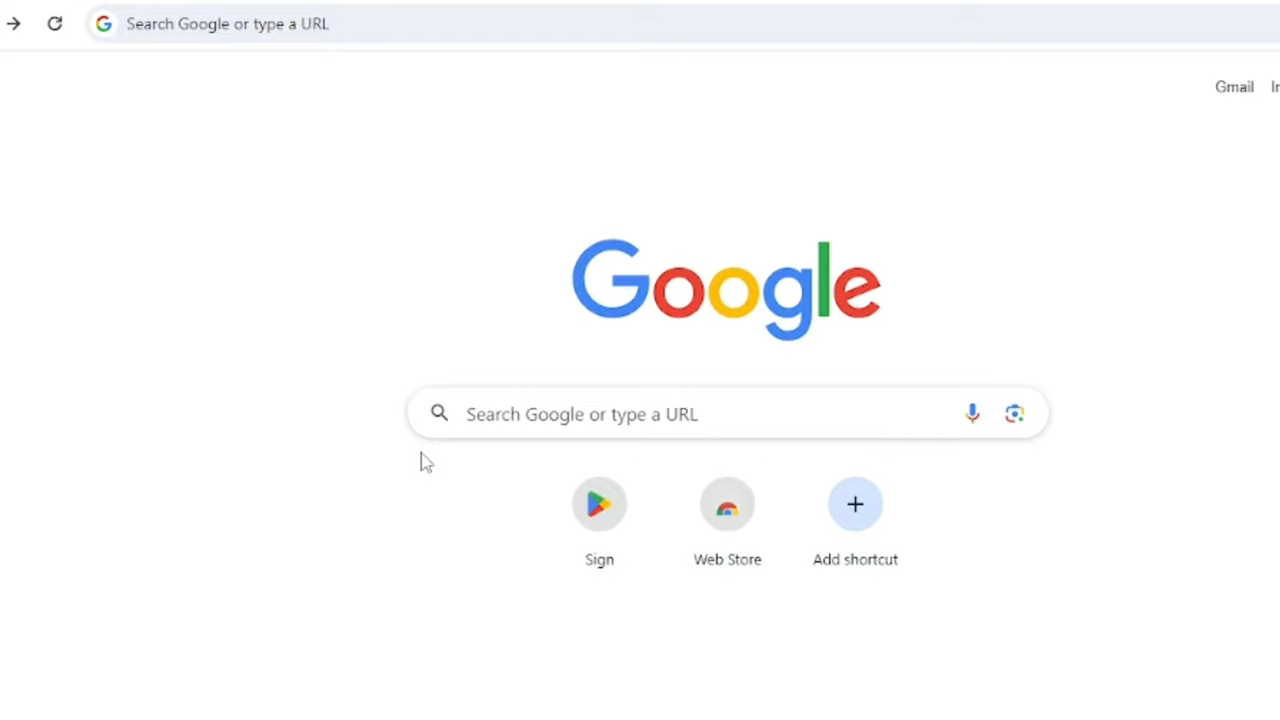 Search Google or type a URL
Gmail
Google
Search Google or type a URL
Sign
Web Store
Add shortcut